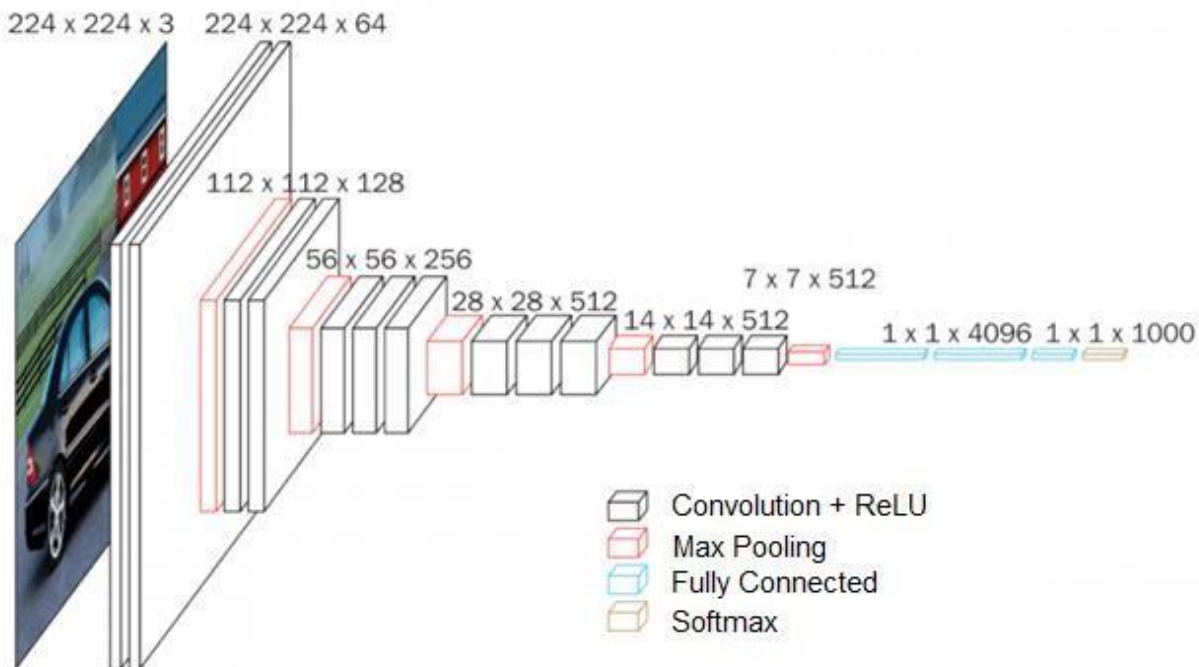 224 x 224 x 3
224 x 224 x 64
112 x 112 x 128
56 x 56 x 256
28 x 28 x 512
14 x 14 x 512
7 x 7 x 512
1 x 1 x 4096
1 x 1 x 1000
Convolution + ReLU
Max Pooling
Fully Connected
Softmax